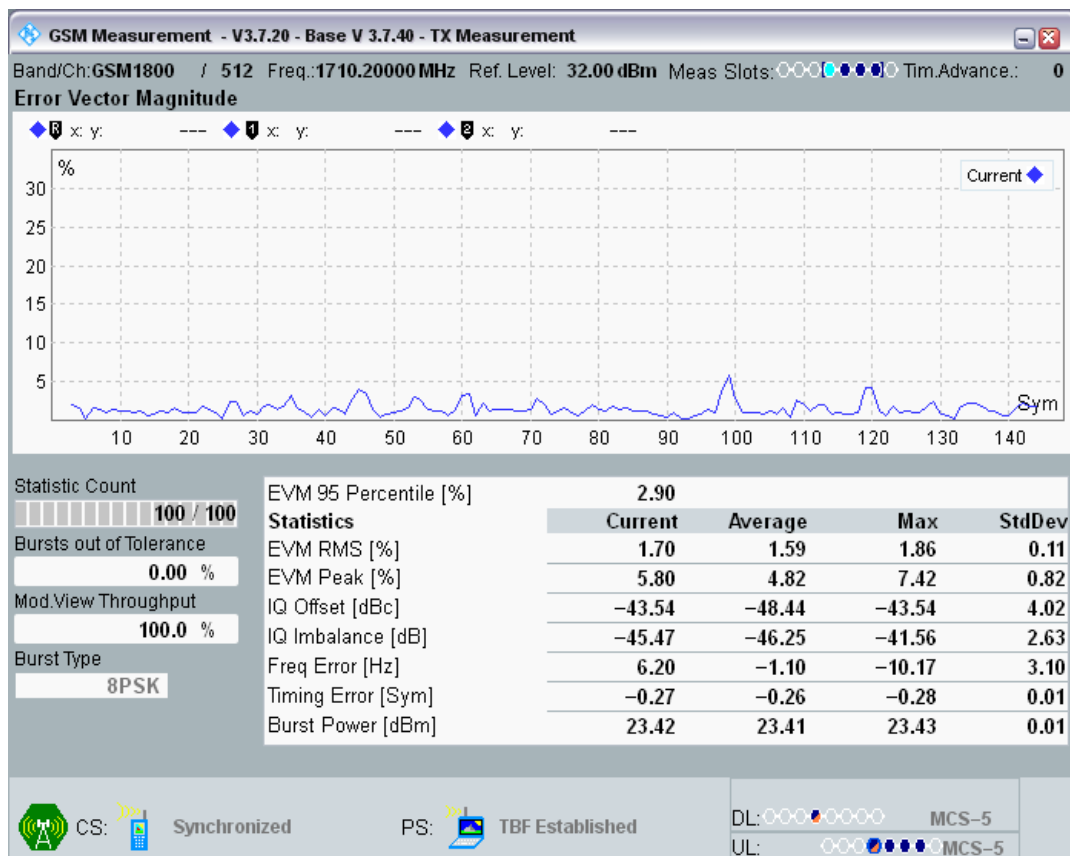 GSM Measurement - V3.7.20 - Base V 3.7.40 - TX Measurement
Band/Ch:GSM1800 / 512 Freq.:1710.20000 MHz Ref. Level: 32.00 dBm Meas Slots: Tim.Advance.: 0
Error Vector Magnitude
R x: y: --- 1 x: y: --- 2 x: y: ---
%
Current
30
25
20
15
10
5
Sym
10 20 30 40 50 60 70 80 90 100 110 120 130 140
Statistic Count
100 / 100
Bursts out of Tolerance
0.00 %
Mod.View Throughput
100.0 %
Burst Type
8PSK
EVM 95 Percentile [%] 2.90
Statistics Current Average Max StdDev
EVM RMS [%] 1.70 1.59 1.86 0.11
EVM Peak [%] 5.80 4.82 7.42 0.82
IQ Offset [dBc] −43.54 −48.44 −43.54 4.02
IQ Imbalance [dB] −45.47 −46.25 −41.56 2.63
Freq Error [Hz] 6.20 −1.10 −10.17 3.10
Timing Error [Sym] −0.27 −0.26 −0.28 0.01
Burst Power [dBm] 23.42 23.41 23.43 0.01
CS: Synchronized PS: TBF Established
DL: MCS−5
UL: MCS−5